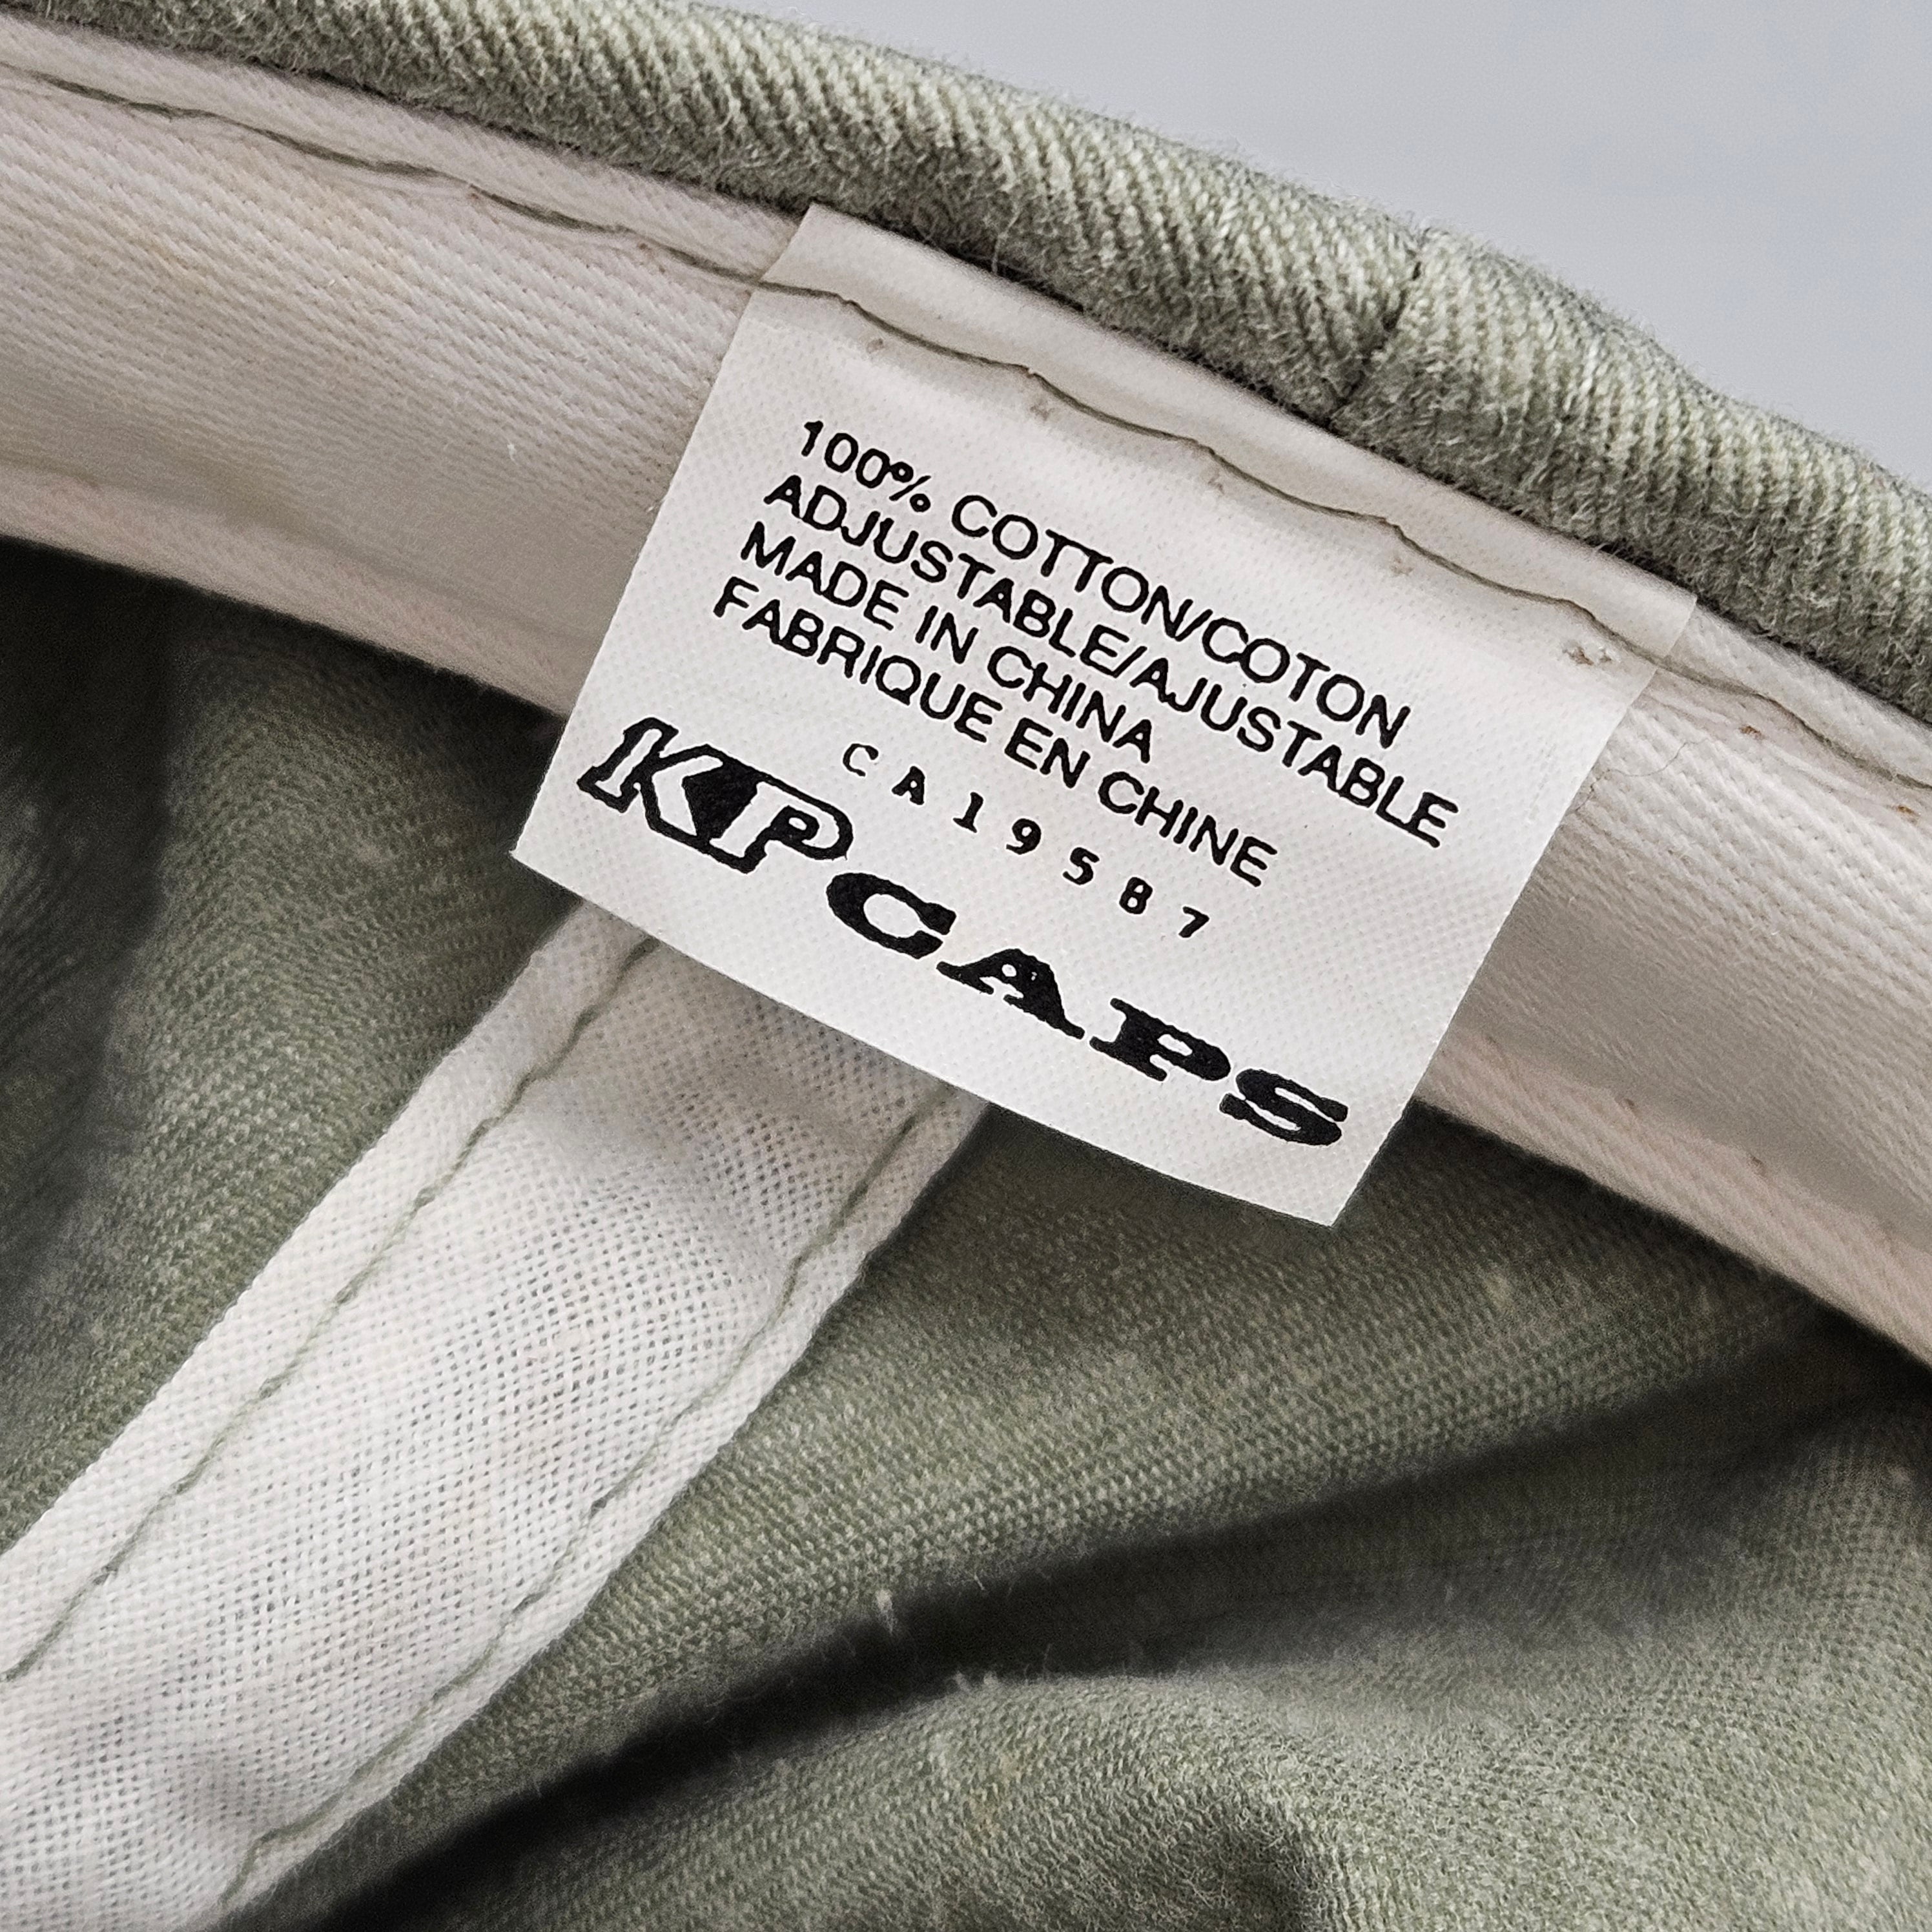 100% COTTON/COTON
ADJUSTABLE/AJUSTABLE
MADE IN CHINA
FABRIQUE EN CHINE
CA19587
KP CAPS